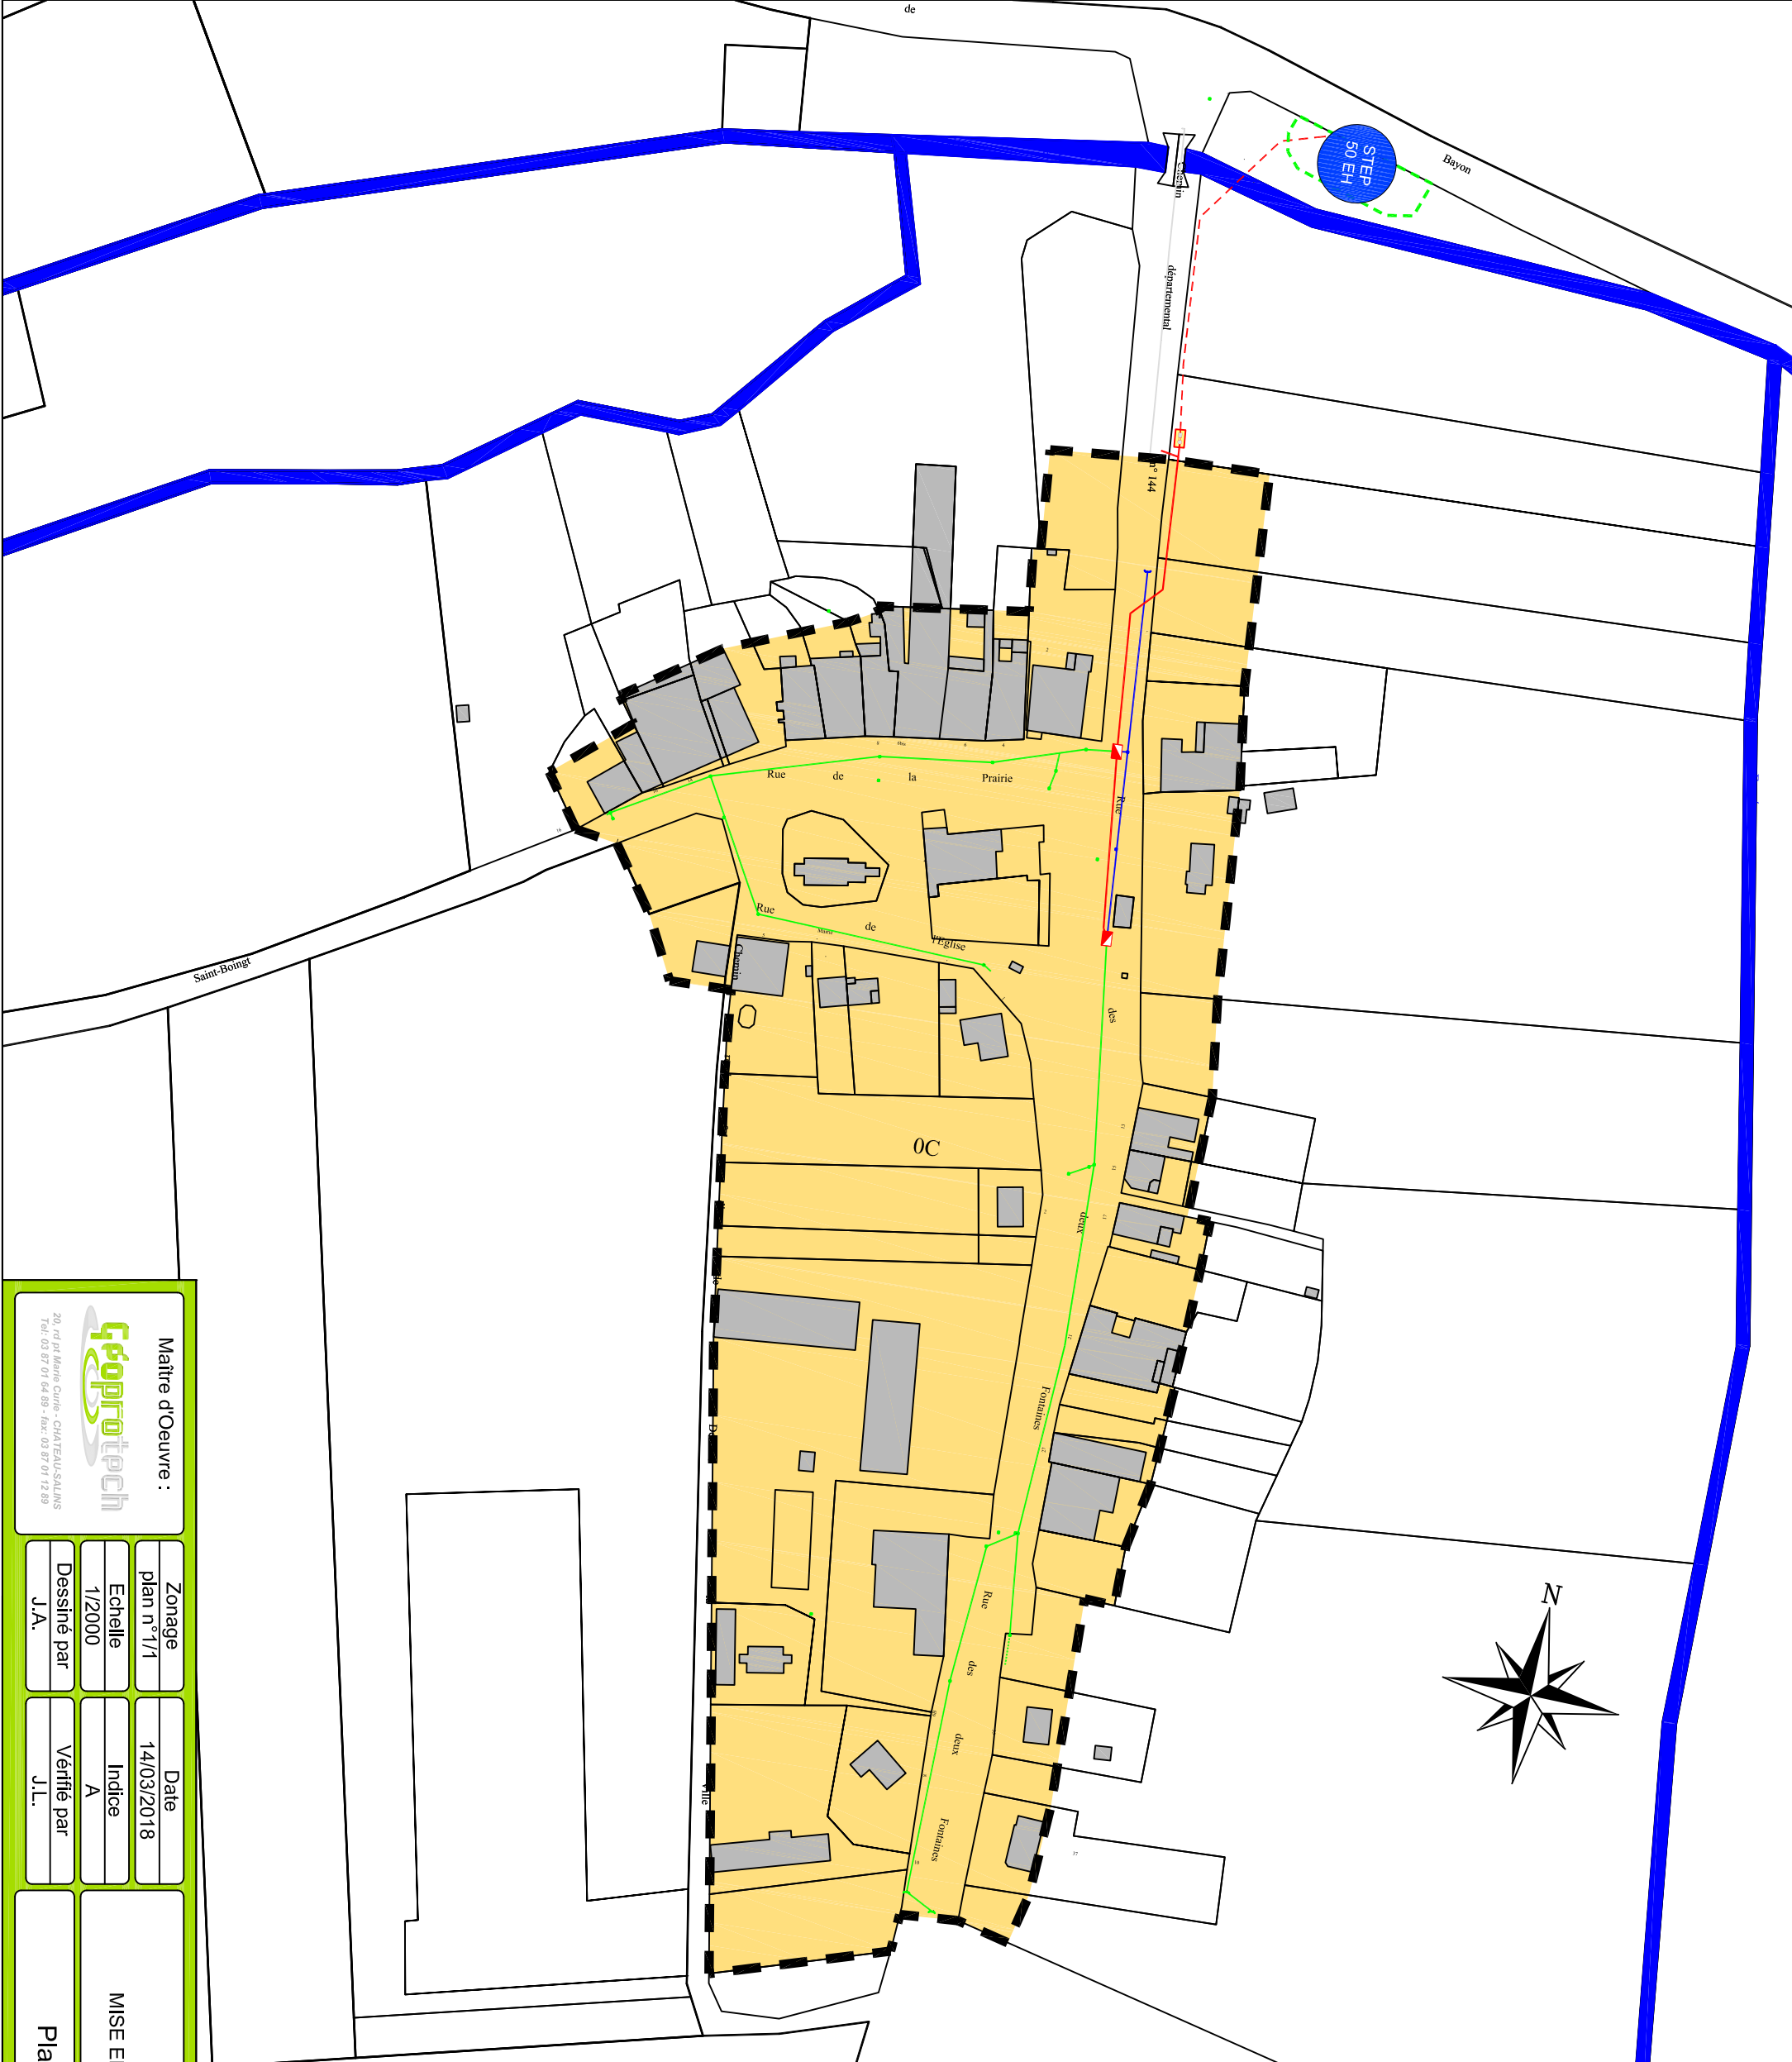 de
Bayon
STEP
50 EH
Chemin
départemental
n° 144
Rue de la Prairie
Rue
des
deux
Fontaines
Rue
des
deux
Fontaines
Rue de l'Eglise
Mairie
Chemin
Ville
Saint-Boingt
0C
N
Maître d'Oeuvre :
Géoprotech
20, rd pt Marie Curie - CHATEAU-SALINS
Tel: 03 87 01 64 89 - fax: 03 87 01 12 89
Zonage
plan n°1/1
Echelle
1/2000
Dessiné par
J.A.
Date
14/03/2018
Indice
A
Vérifié par
J.L.
MISE E
Pla